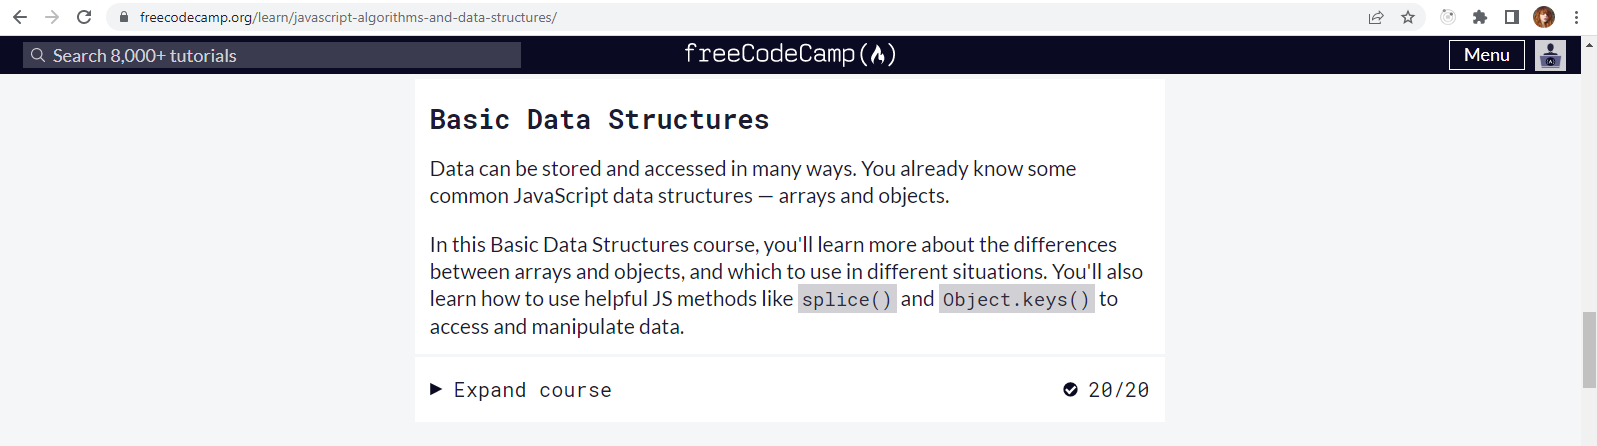 freecodecamp.org/learn/javascript-algorithms-and-data-structures/
Search 8,000+ tutorials
freeCodeCamp
Menu
Basic Data Structures
Data can be stored and accessed in many ways. You already know some
common JavaScript data structures — arrays and objects.
In this Basic Data Structures course, you'll learn more about the differences
between arrays and objects, and which to use in different situations. You'll also
learn how to use helpful JS methods like splice() and Object.keys() to
access and manipulate data.
Expand course
20/20